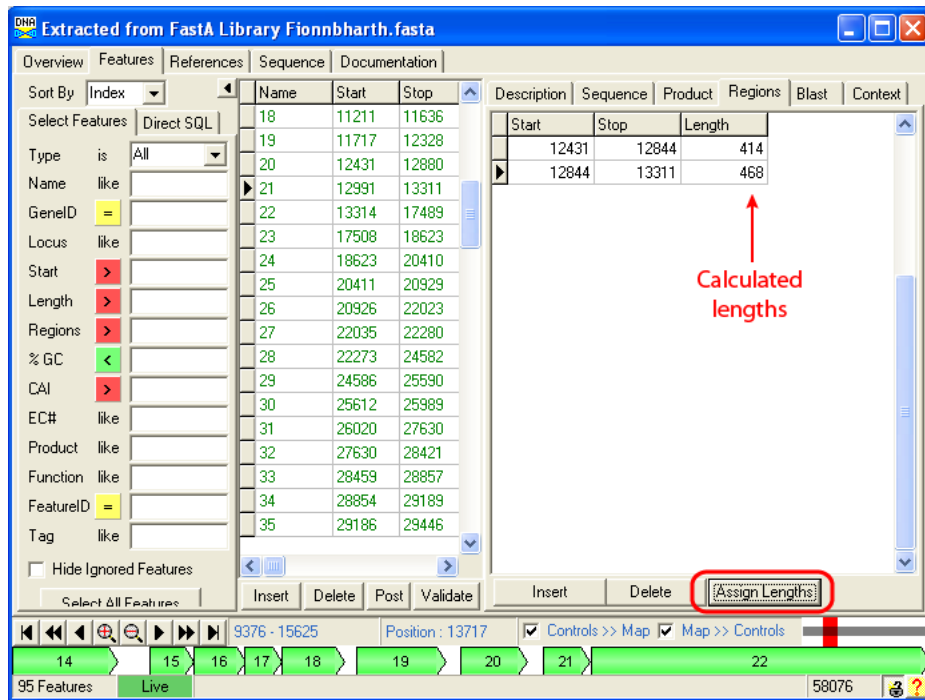 DNA Extracted from FastA Library Fionnbharth.fasta
Overview Features References Sequence Documentation
Sort By Index
Select Features Direct SQL
Type is All
Name like
GeneID =
Locus like
Start >
Length >
Regions >
% GC <
CAI >
EC# like
Product like
Function like
FeatureID =
Tag like
Hide Ignored Features
Select All Features
Name Start Stop
18 11211 11636
19 11717 12328
20 12431 12880
21 12991 13311
22 13314 17489
23 17508 18623
24 18623 20410
25 20411 20929
26 20926 22023
27 22035 22280
28 22273 24582
29 24586 25590
30 25612 25989
31 26020 27630
32 27630 28421
33 28459 28857
34 28854 29189
35 29186 29446
Insert Delete Post Validate
Description Sequence Product Regions Blast Context
Start Stop Length
12431 12844 414
12844 13311 468
Calculated
lengths
Insert Delete Assign Lengths
9376 - 15625 Position : 13717 Controls >> Map Map >> Controls
14 15 16 17 18 19 20 21 22
95 Features Live 58076 ?